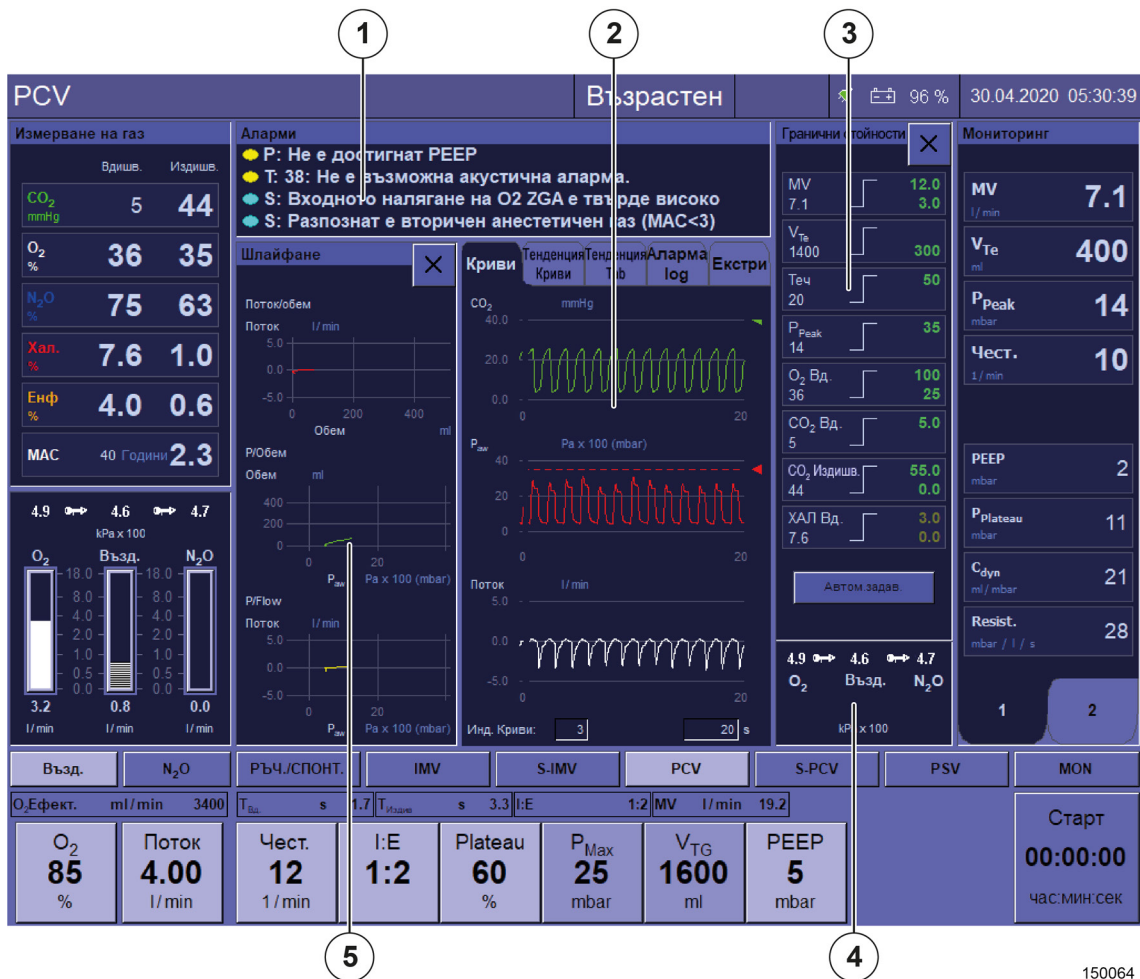 1 2 3
PCV Възрастен 96 % 30.04.2020 05:30:39
Измерване на газ
Вдишв. Издишв.
CO2 mmHg 5 44
O2 % 36 35
N2O % 75 63
Хал. % 7.6 1.0
Енф % 4.0 0.6
MAC 40 Години 2.3
4.9 4.6 4.7
kPa x 100
O2 Възд. N2O
18.0 18.0
8.0 8.0
4.0 4.0
2.0 2.0
1.0 1.0
0.5 0.5
0.0 0.0
3.2 0.8 0.0
l/min l/min l/min
Аларми
P: Не е достигнат PEEP
T: 38: Не е възможна акустична аларма.
S: Входното налягане на O2 ZGA е твърде високо
S: Разпознат е вторичен анестетичен газ (MAC<3)
Шлайфане
Поток/обем
Поток l/min
5.0
0.0
-5.0
0 200 400
Обем ml
P/Обем
Обем ml
400
200
0
0 20
Paw Pa x 100 (mbar)
P/Flow
Поток l/min
5.0
0.0
-5.0
0 20
Paw Pa x 100 (mbar)
Криви
Тенденция Криви
Тенденция Tab
Аларма log
Екстри
CO2 mmHg
40.0
20.0
0.0
0 20
Paw Pa x 100 (mbar)
40
20
0
0 20
Поток l/min
5.0
0.0
-5.0
0 20
Инд. Криви: 3 20 s
Гранични стойности
MV 12.0
7.1 3.0
VTe
1400 300
Теч 50
20
PPeak 35
14
O2 Вд. 100
36 25
CO2 Вд. 5.0
5
CO2 Издишв. 55.0
44 0.0
ХАЛ Вд. 3.0
7.6 0.0
Автом.задав.
4.9 4.6 4.7
O2 Възд. N2O
kPa x 100
Мониторинг
MV l/min 7.1
VTe ml 400
PPeak mbar 14
Чест. 1/min 10
PEEP mbar 2
PPlateau mbar 11
Cdyn ml/mbar 21
Resist. mbar / l / s 28
1 2
Възд. N2O РЪЧ./СПОНТ. IMV S-IMV PCV S-PCV PSV MON
O2Ефект. ml/min 3400 TВд. s 1.7 TИздив s 3.3 I:E 1:2 MV l/min 19.2
O2 85 %
Поток 4.00 l/min
Чест. 12 1/min
I:E 1:2
Plateau 60 %
PMax 25 mbar
VTG 1600 ml
PEEP 5 mbar
Старт
00:00:00
час:мин:сек
5 4
150064